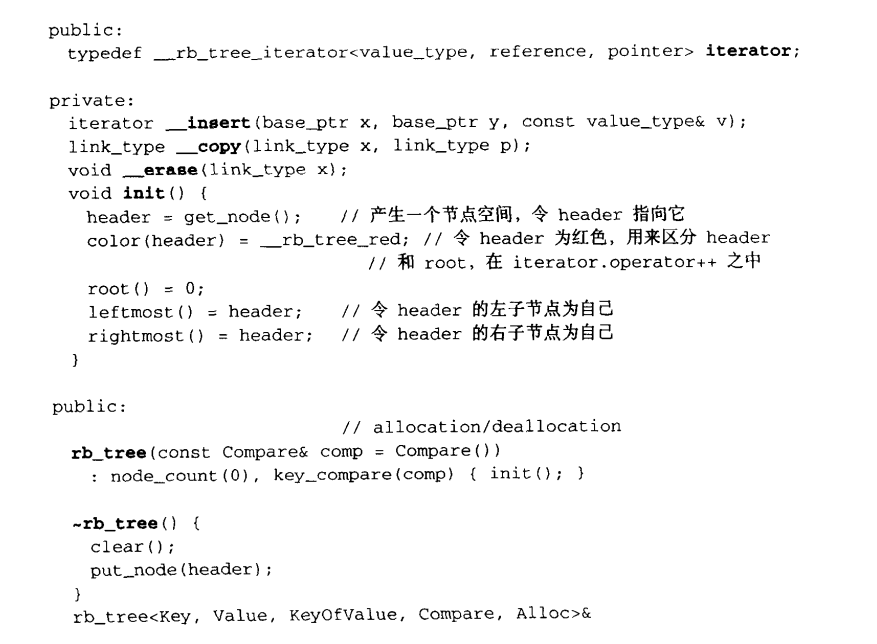 public:
  typedef __rb_tree_iterator<value_type, reference, pointer> iterator;

private:
  iterator __insert(base_ptr x, base_ptr y, const value_type& v);
  link_type __copy(link_type x, link_type p);
  void __erase(link_type x);
  void init() {
    header = get_node();    // 产生一个节点空间，令 header 指向它
    color(header) = __rb_tree_red; // 令 header 为红色，用来区分 header
                                   // 和 root，在 iterator.operator++ 之中
    root() = 0;
    leftmost() = header;    // 令 header 的左子节点为自己
    rightmost() = header;   // 令 header 的右子节点为自己
  }

public:
                            // allocation/deallocation
  rb_tree(const Compare& comp = Compare())
    : node_count(0), key_compare(comp) { init(); }

  ~rb_tree() {
    clear();
    put_node(header);
  }
  rb_tree<Key, Value, KeyOfValue, Compare, Alloc>&